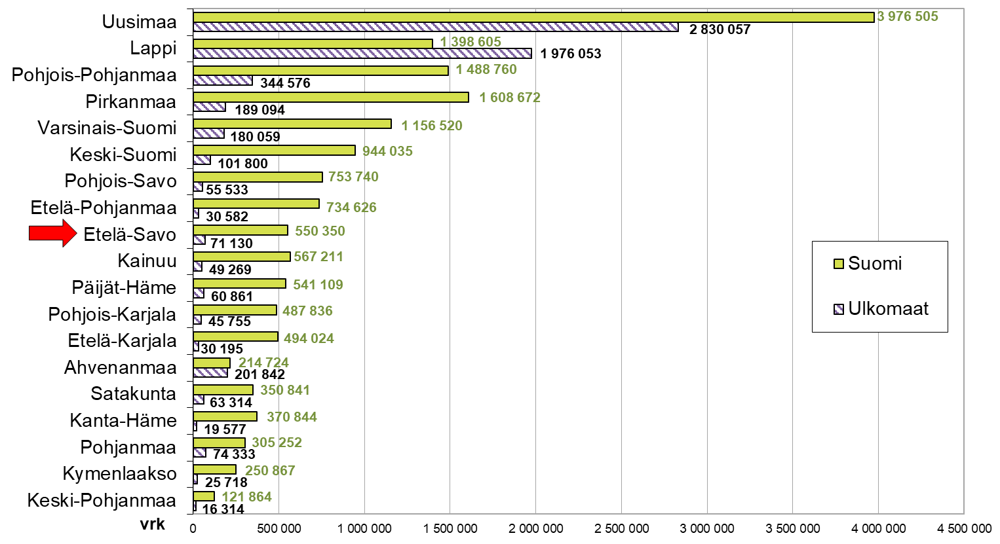 Uusimaa
3 976 505
2 830 057
Lappi
1 398 605
1 976 053
Pohjois-Pohjanmaa
1 488 760
344 576
Pirkanmaa
1 608 672
189 094
Varsinais-Suomi
1 156 520
180 059
Keski-Suomi
944 035
101 800
Pohjois-Savo
753 740
55 533
Etelä-Pohjanmaa
734 626
30 582
Etelä-Savo
550 350
71 130
Kainuu
567 211
49 269
Päijät-Häme
541 109
60 861
Pohjois-Karjala
487 836
45 755
Etelä-Karjala
494 024
30 195
Ahvenanmaa
214 724
201 842
Satakunta
350 841
63 314
Kanta-Häme
370 844
19 577
Pohjanmaa
305 252
74 333
Kymenlaakso
250 867
25 718
Keski-Pohjanmaa
121 864
16 314
Suomi
Ulkomaat
vrk
0 500 000 1 000 000 1 500 000 2 000 000 2 500 000 3 000 000 3 500 000 4 000 000 4 500 000